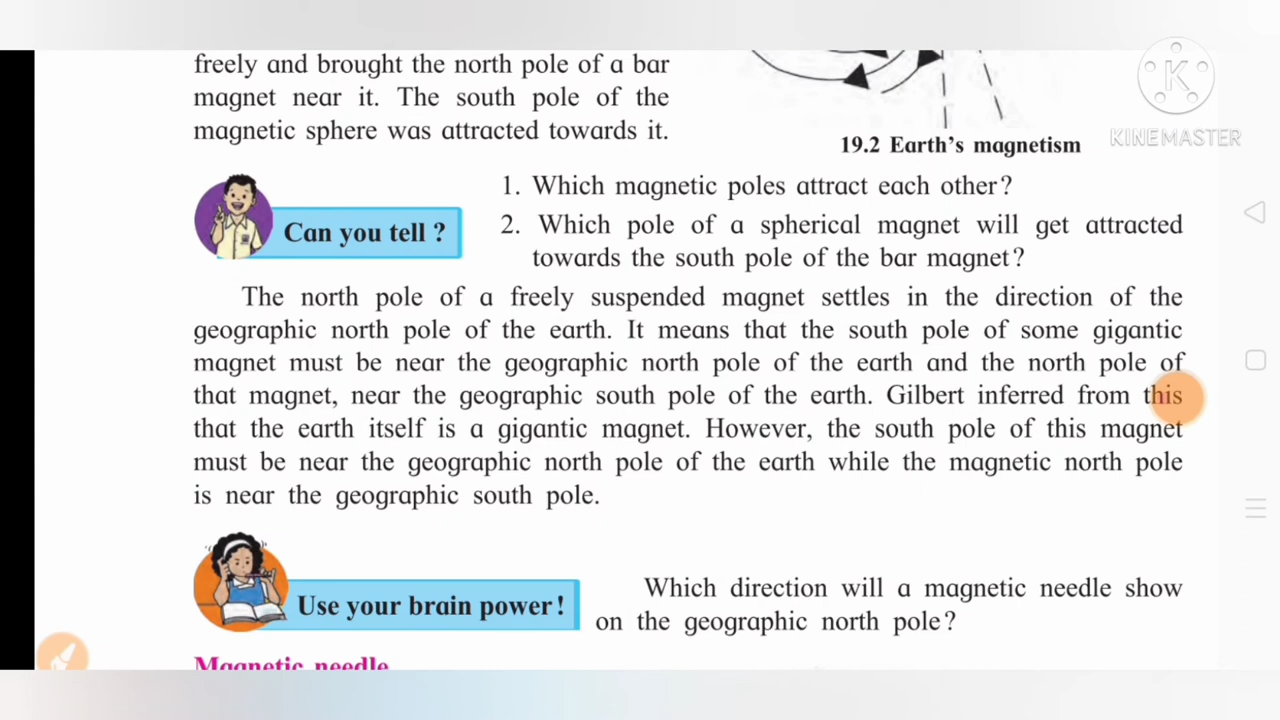 freely and brought the north pole of a bar
magnet near it. The south pole of the
magnetic sphere was attracted towards it.
19.2 Earth's magnetism
K
KINEMASTER
Can you tell ?
1. Which magnetic poles attract each other?
2. Which pole of a spherical magnet will get attracted
towards the south pole of the bar magnet?
The north pole of a freely suspended magnet settles in the direction of the
geographic north pole of the earth. It means that the south pole of some gigantic
magnet must be near the geographic north pole of the earth and the north pole of
that magnet, near the geographic south pole of the earth. Gilbert inferred from this
that the earth itself is a gigantic magnet. However, the south pole of this magnet
must be near the geographic north pole of the earth while the magnetic north pole
is near the geographic south pole.
Use your brain power !
Which direction will a magnetic needle show
on the geographic north pole?
Magnetic needle